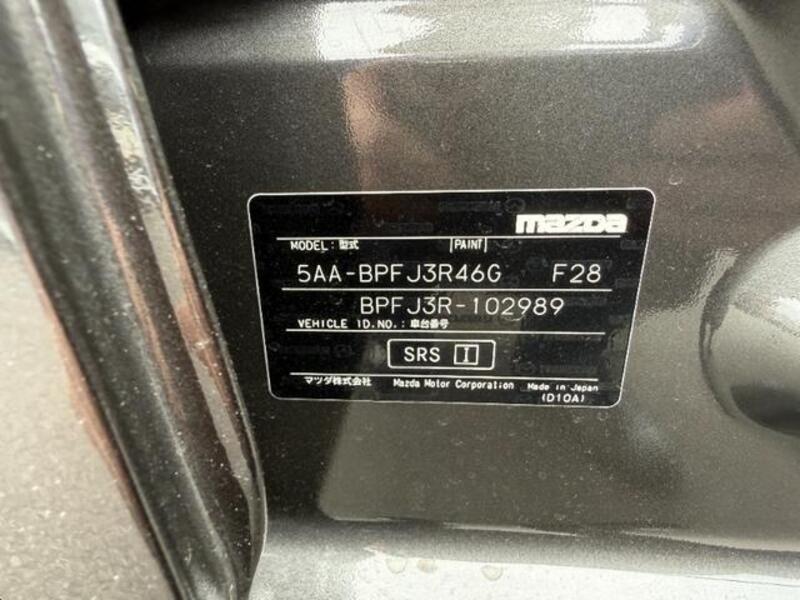 mazda
MODEL: 型式 PAINT
5AA-BPFJ3R46G F28
BPFJ3R-102989
VEHICLE ID.NO.: 車台番号
SRS I
マツダ株式会社 Mazda Motor Corporation Made in Japan
(D10A)